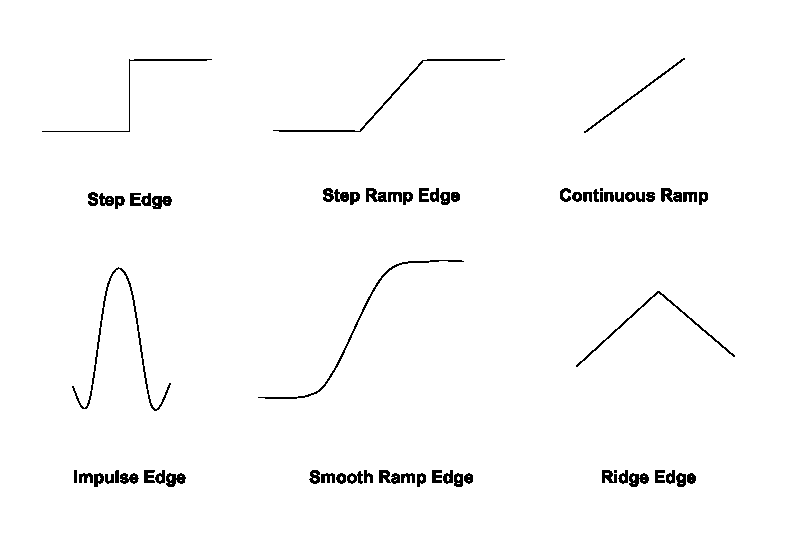 Step Edge
Step Ramp Edge
Continuous Ramp
Impulse Edge
Smooth Ramp Edge
Ridge Edge